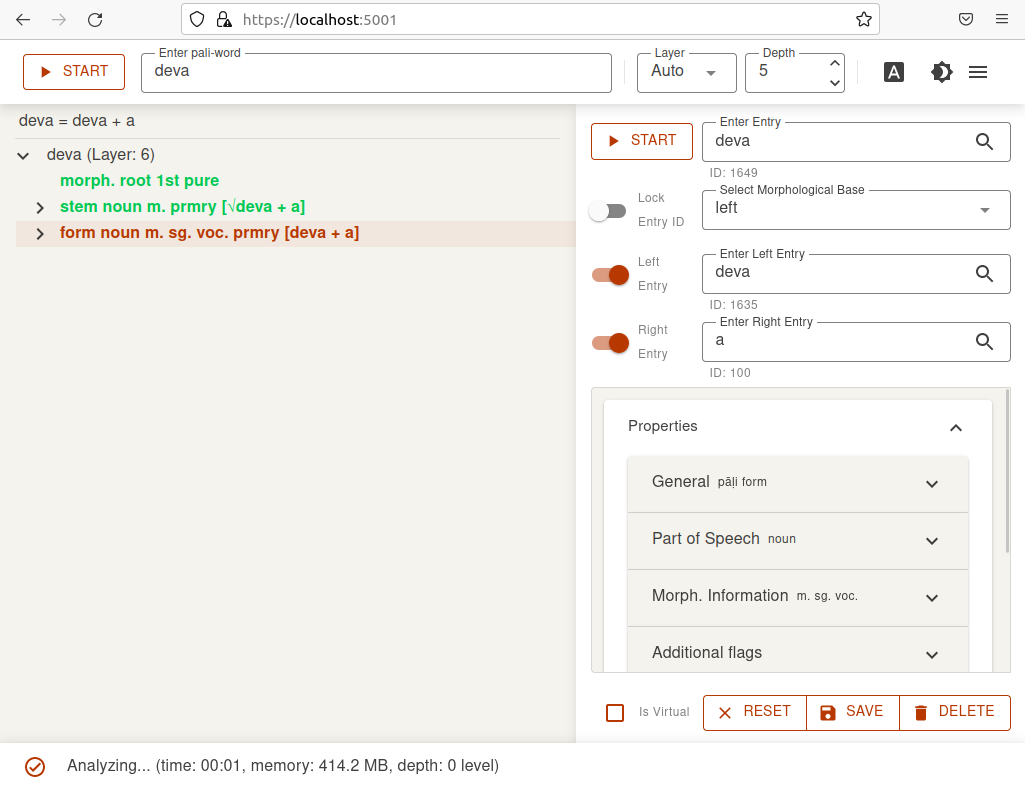 https://localhost:5001
START
Enter pali-word
deva
Layer
Auto
Depth
5
A
deva = deva + a
deva (Layer: 6)
morph. root 1st pure
stem noun m. prmry [√deva + a]
form noun m. sg. voc. prmry [deva + a]
START
Enter Entry
deva
ID: 1649
Lock
Entry ID
Select Morphological Base
left
Left
Entry
Enter Left Entry
deva
ID: 1635
Right
Entry
Enter Right Entry
a
ID: 100
Properties
General pāḷi form
Part of Speech noun
Morph. Information m. sg. voc.
Additional flags
Is Virtual
RESET
SAVE
DELETE
Analyzing... (time: 00:01, memory: 414.2 MB, depth: 0 level)